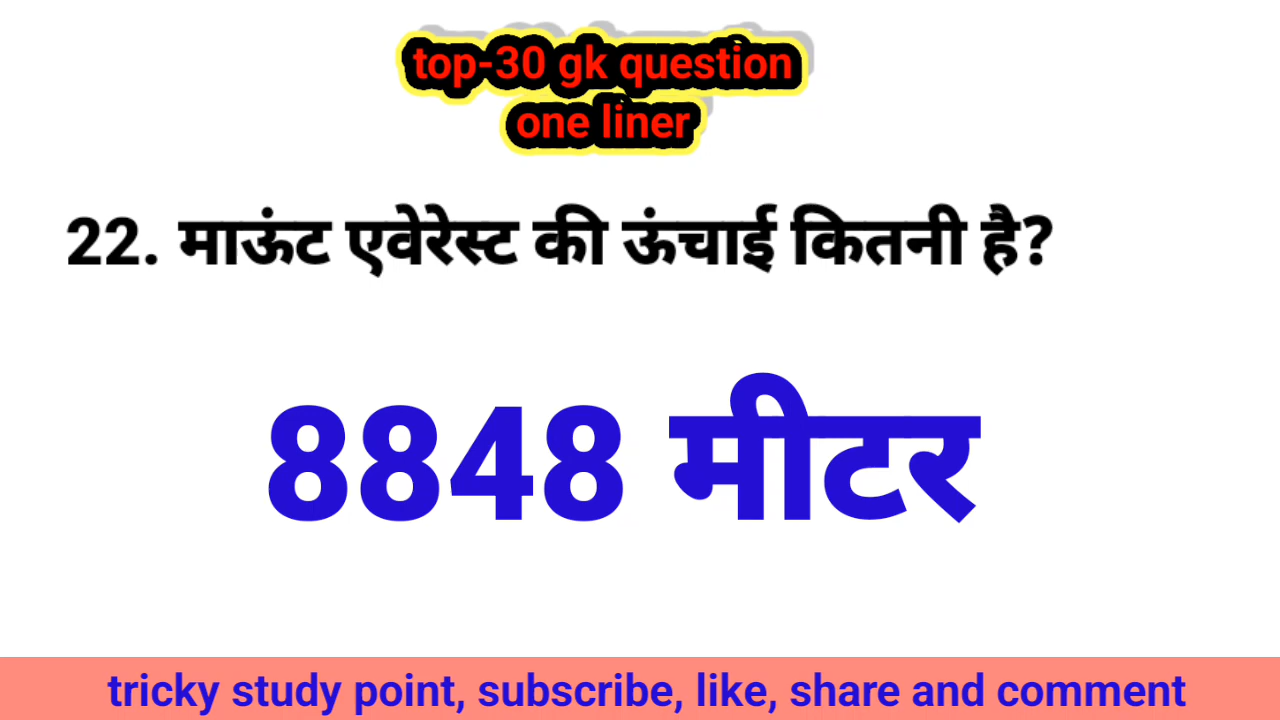 top-30 gk question
one liner
22. माऊंट एवेरेस्ट की ऊंचाई कितनी है?
8848 मीटर
tricky study point, subscribe, like, share and comment